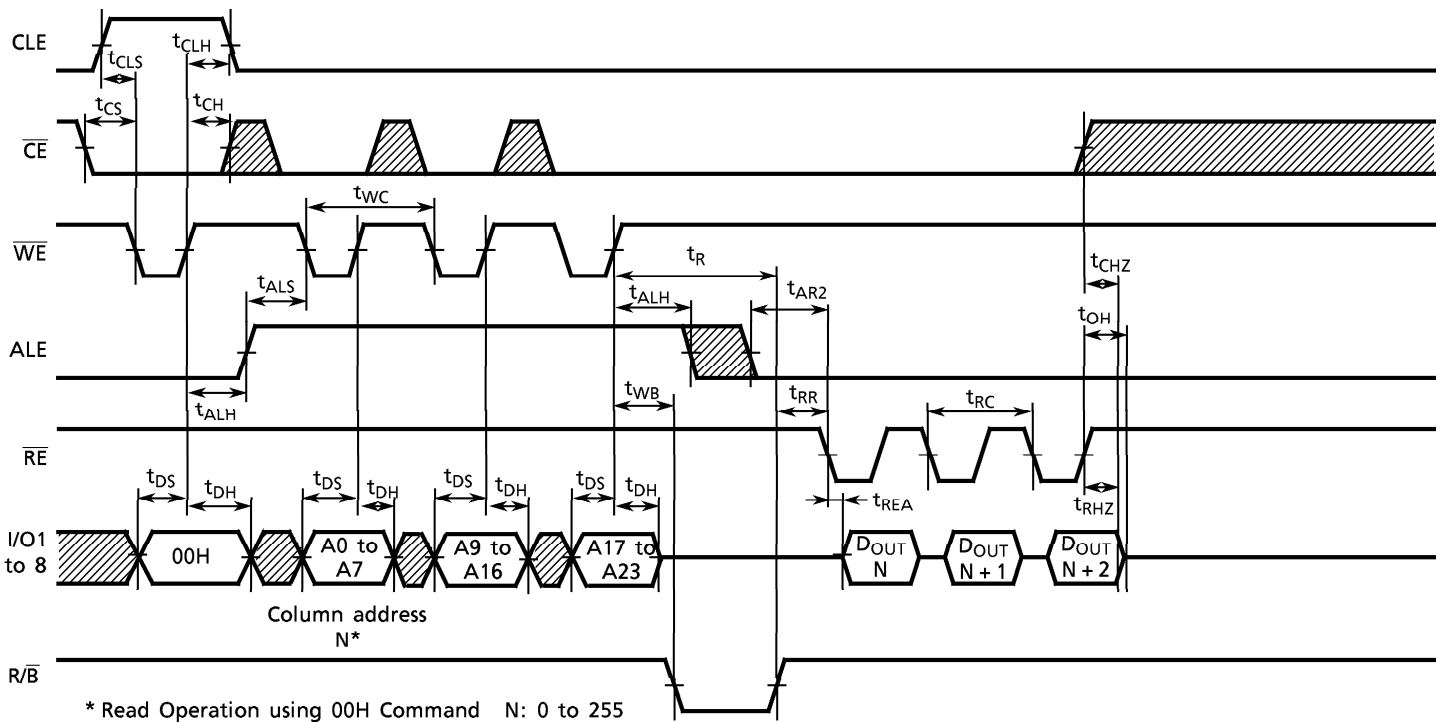 CLE
tCLS
tCLH
tCS
tCH
CE
tWC
WE
tR
tCHZ
tALS
tALH
tAR2
tOH
ALE
tALH
tWB
tRR
tRC
RE
tDS
tDH
tDS
tDH
tDS
tDH
tDS
tDH
tREA
tRHZ
I/O1
to 8
00H
A0 to
A7
A9 to
A16
A17 to
A23
DOUT
N
DOUT
N + 1
DOUT
N + 2
Column address
N*
R/B
* Read Operation using 00H Command N: 0 to 255